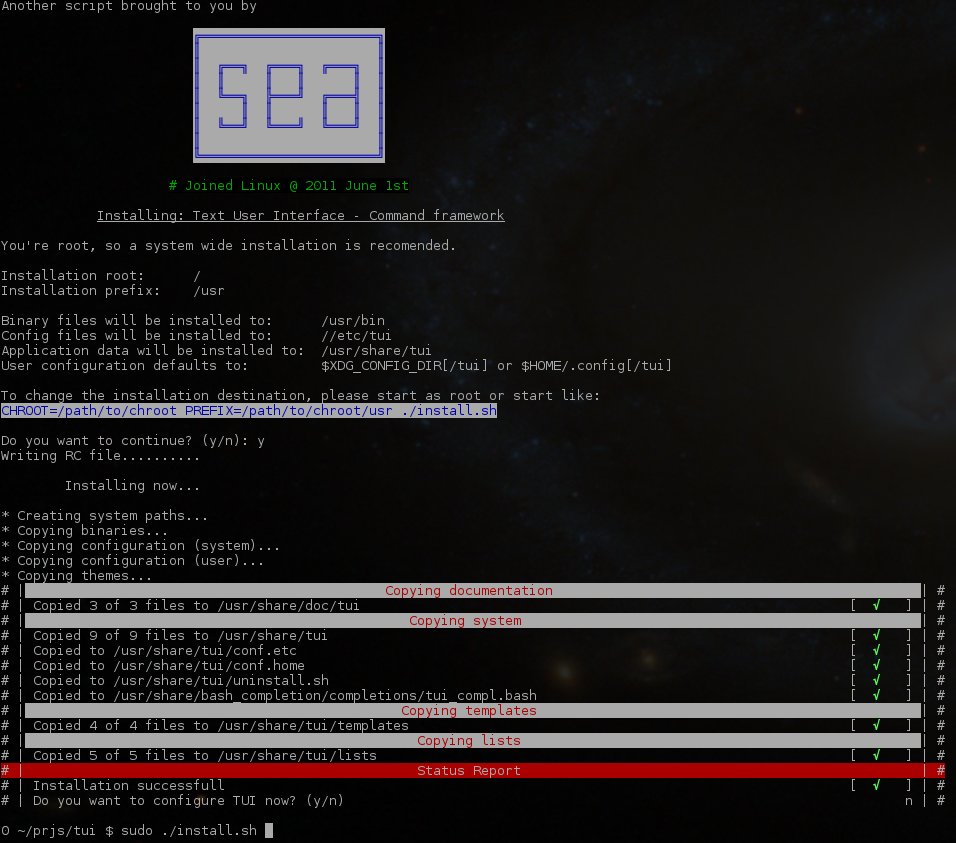 Another script brought to you by
sea
# Joined Linux @ 2011 June 1st
Installing: Text User Interface - Command framework
You're root, so a system wide installation is recomended.
Installation root:      /
Installation prefix:    /usr
Binary files will be installed to:      /usr/bin
Config files will be installed to:      //etc/tui
Application data will be installed to:  /usr/share/tui
User configuration defaults to:         $XDG_CONFIG_DIR[/tui] or $HOME/.config[/tui]
To change the installation destination, please start as root or start like:
CHROOT=/path/to/chroot PREFIX=/path/to/chroot/usr ./install.sh
Do you want to continue? (y/n): y
Writing RC file..........
Installing now...
* Creating system paths...
* Copying binaries...
* Copying configuration (system)...
* Copying configuration (user)...
* Copying themes...
# | Copying documentation | #
# | Copied 3 of 3 files to /usr/share/doc/tui [ √ ] | #
# | Copying system | #
# | Copied 9 of 9 files to /usr/share/tui [ √ ] | #
# | Copied to /usr/share/tui/conf.etc [ √ ] | #
# | Copied to /usr/share/tui/conf.home [ √ ] | #
# | Copied to /usr/share/tui/uninstall.sh [ √ ] | #
# | Copied to /usr/share/bash_completion/completions/tui_compl.bash [ √ ] | #
# | Copying templates | #
# | Copied 4 of 4 files to /usr/share/tui/templates [ √ ] | #
# | Copying lists | #
# | Copied 5 of 5 files to /usr/share/tui/lists [ √ ] | #
# | Status Report | #
# | Installation successfull [ √ ] | #
# | Do you want to configure TUI now? (y/n) n | #
0 ~/prjs/tui $ sudo ./install.sh